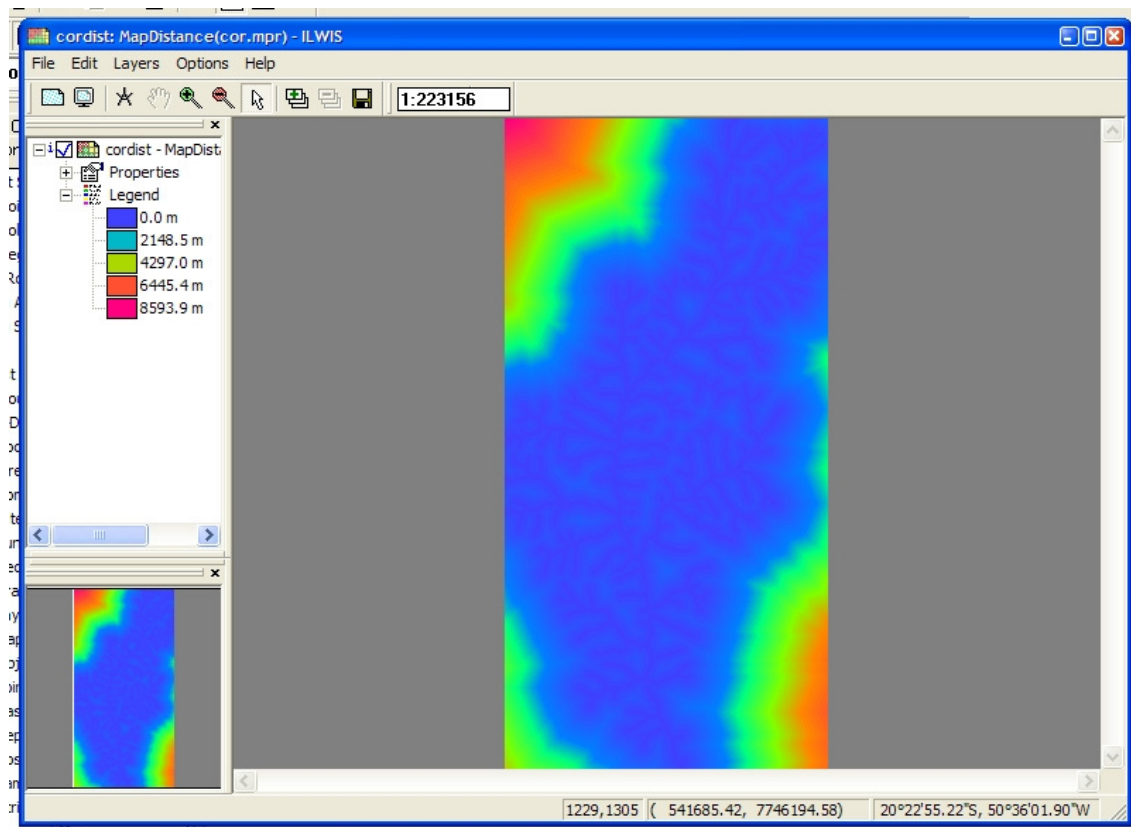 cordist: MapDistance(cor.mpr) - ILWIS
File Edit Layers Options Help
1:223156
cordist - MapDist
Properties
Legend
0.0 m
2148.5 m
4297.0 m
6445.4 m
8593.9 m
1229,1305 ( 541685.42, 7746194.58) 20°22'55.22"S, 50°36'01.90"W